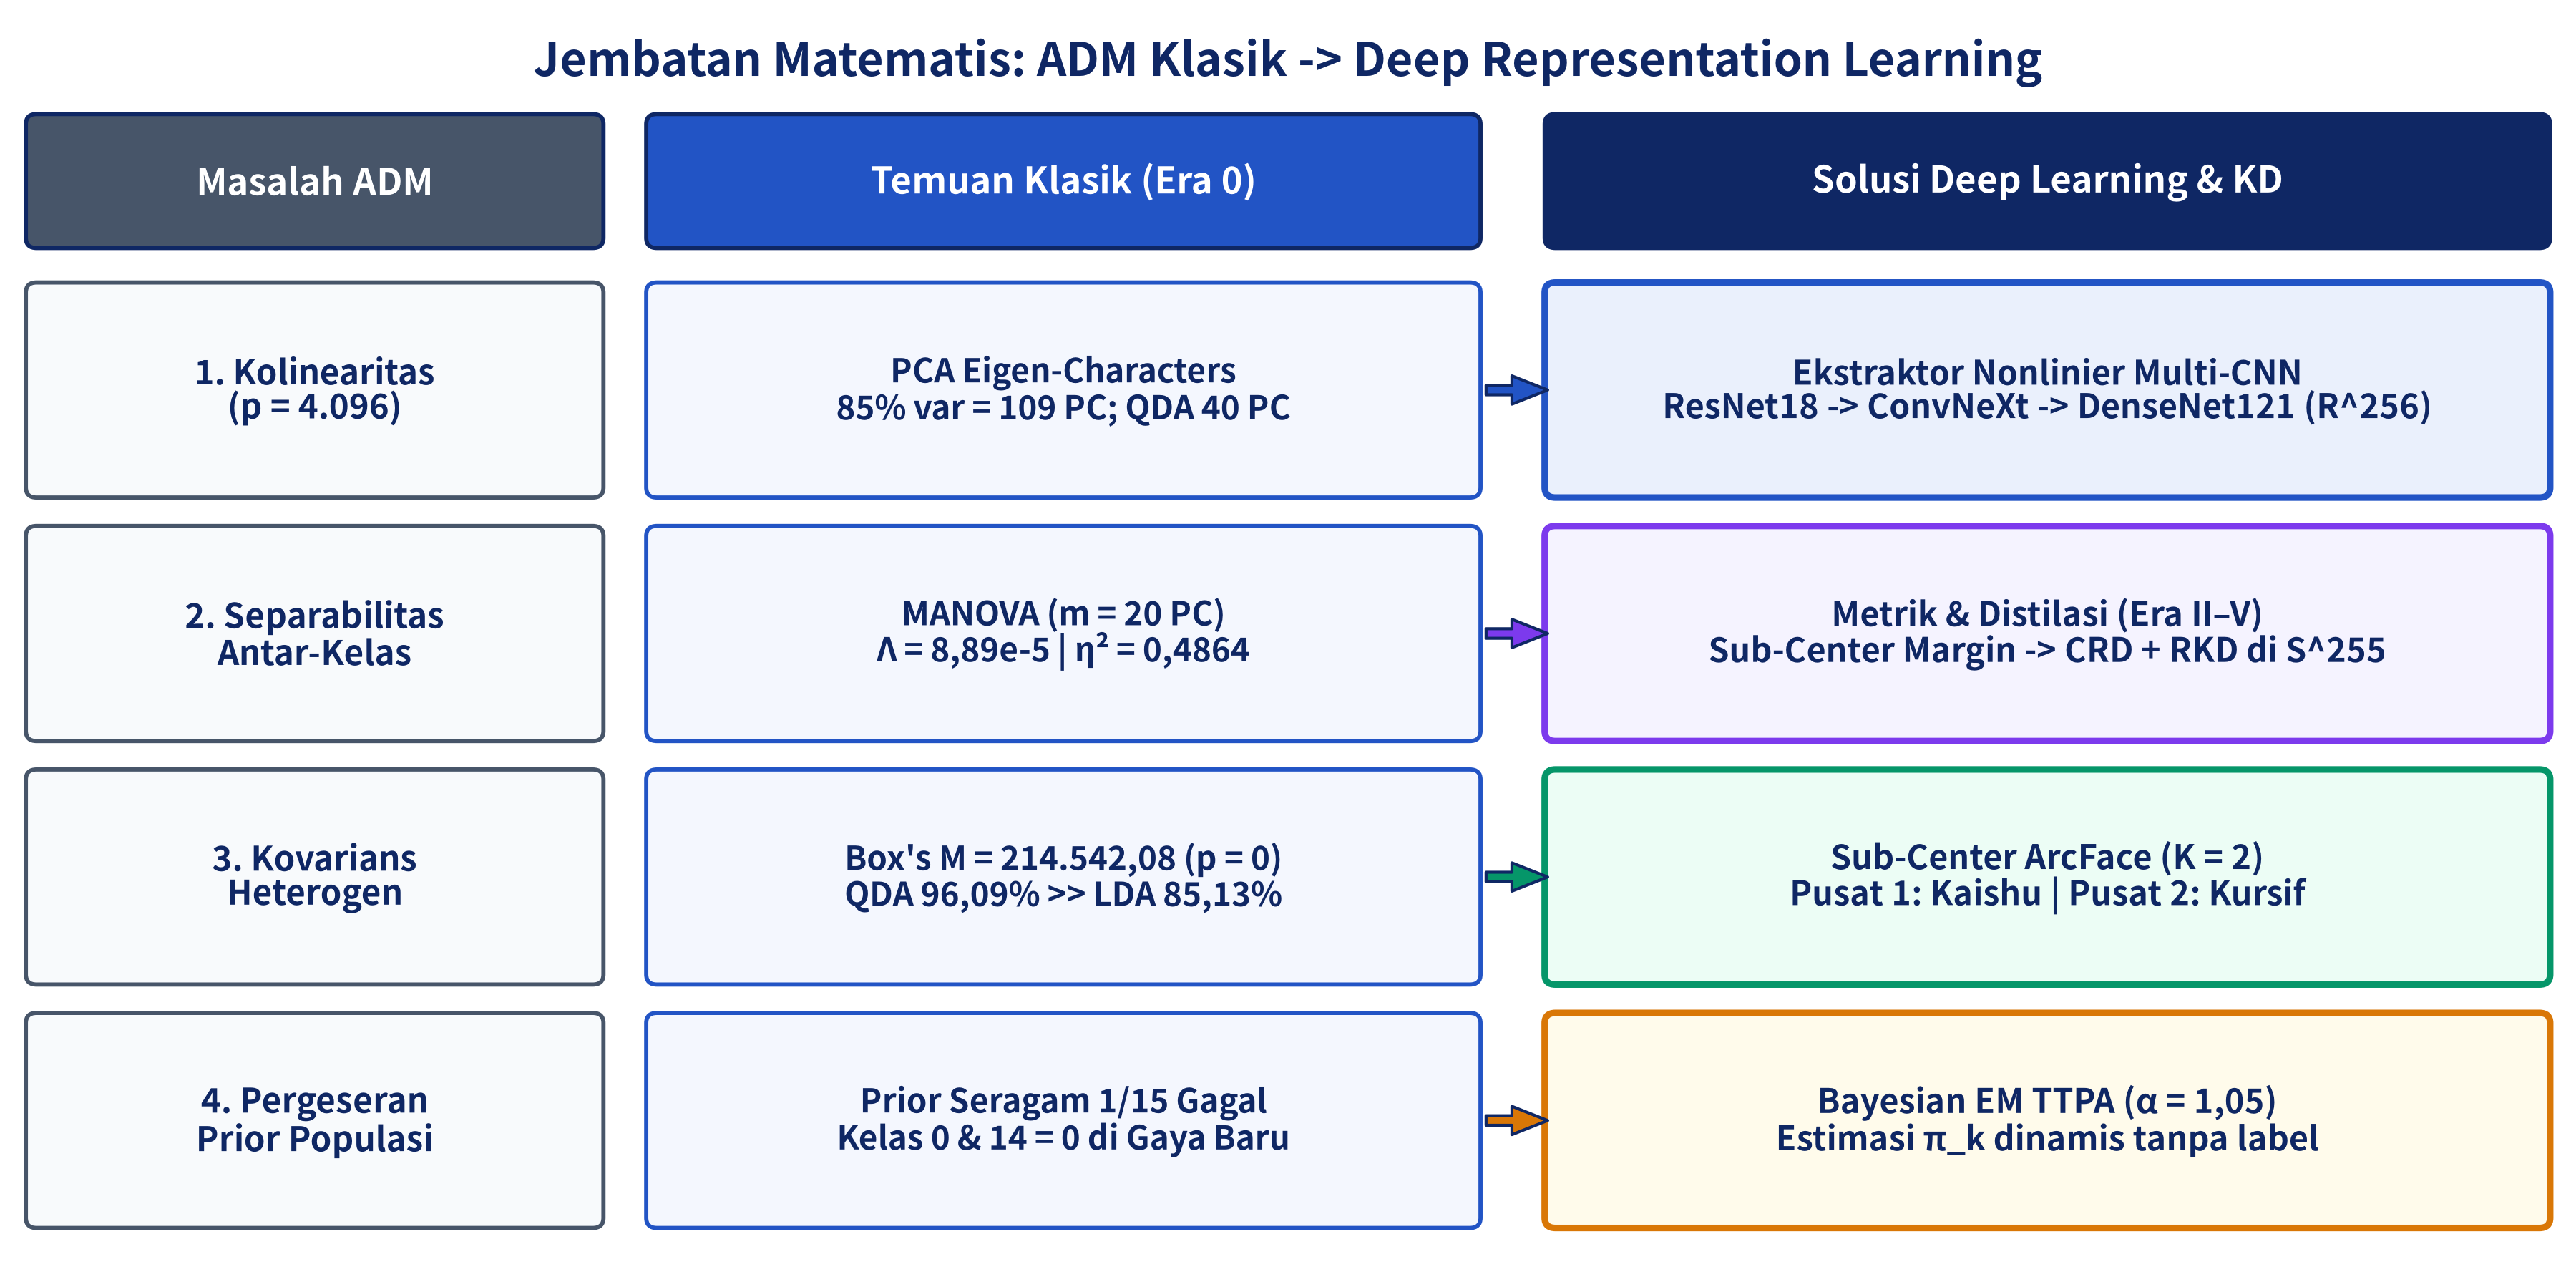 Jembatan Matematis: ADM Klasik -> Deep Representation Learning
Masalah ADM
Temuan Klasik (Era 0)
Solusi Deep Learning & KD
1. Kolinearitas
(p = 4.096)
PCA Eigen-Characters
85% var = 109 PC; QDA 40 PC
Ekstraktor Nonlinier Multi-CNN
ResNet18 -> ConvNeXt -> DenseNet121 (R^256)
2. Separabilitas
Antar-Kelas
MANOVA (m = 20 PC)
Λ = 8,89e-5 | η² = 0,4864
Metrik & Distilasi (Era II–V)
Sub-Center Margin -> CRD + RKD di S^255
3. Kovarians
Heterogen
Box's M = 214.542,08 (p = 0)
QDA 96,09% >> LDA 85,13%
Sub-Center ArcFace (K = 2)
Pusat 1: Kaishu | Pusat 2: Kursif
4. Pergeseran
Prior Populasi
Prior Seragam 1/15 Gagal
Kelas 0 & 14 = 0 di Gaya Baru
Bayesian EM TTPA (α = 1,05)
Estimasi π_k dinamis tanpa label